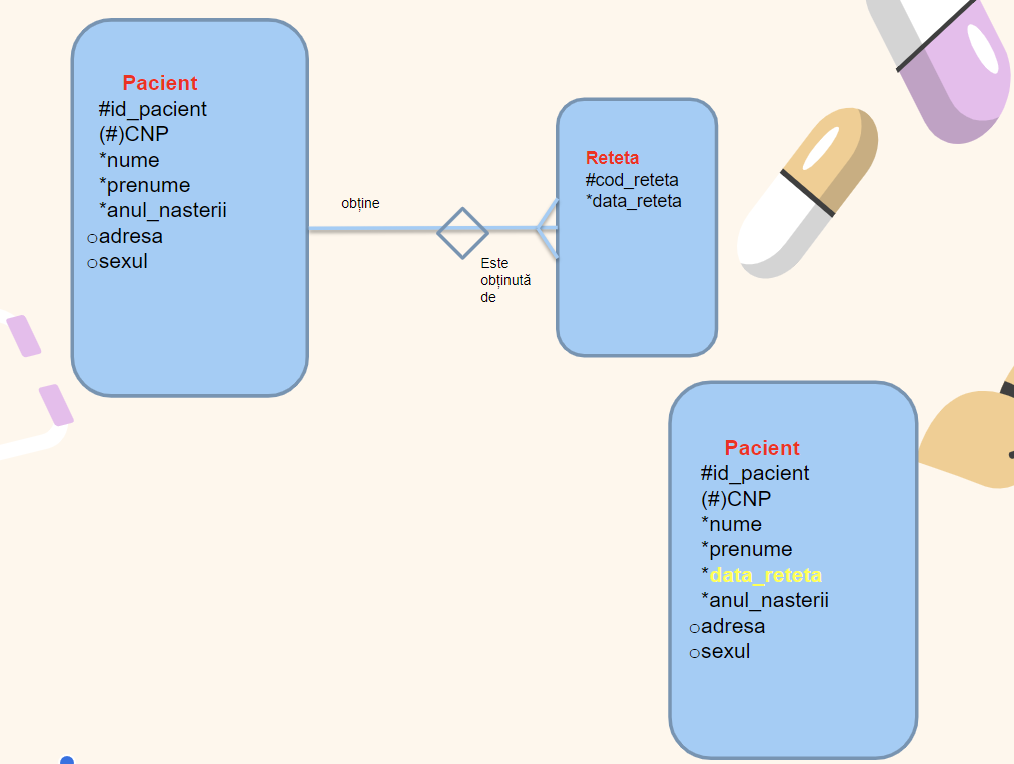 Pacient
#id_pacient
(#)CNP
*nume
*prenume
*anul_nasterii
oadresa
osexul
obține
Este
obținută
de
Reteta
#cod_reteta
*data_reteta
Pacient
#id_pacient
(#)CNP
*nume
*prenume
*data_reteta
*anul_nasterii
oadresa
osexul